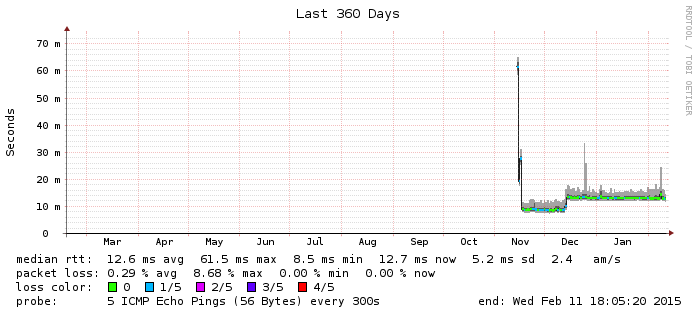 Last 360 Days
RRDTOOL / TOBI OETIKER
Seconds
70 m
60 m
50 m
40 m
30 m
20 m
10 m
0
Mar Apr May Jun Jul Aug Sep Oct Nov Dec Jan
median rtt: 12.6 ms avg 61.5 ms max 8.5 ms min 12.7 ms now 5.2 ms sd 2.4 am/s
packet loss: 0.29 % avg 8.68 % max 0.00 % min 0.00 % now
loss color: 0 1/5 2/5 3/5 4/5
probe: 5 ICMP Echo Pings (56 Bytes) every 300s end: Wed Feb 11 18:05:20 2015